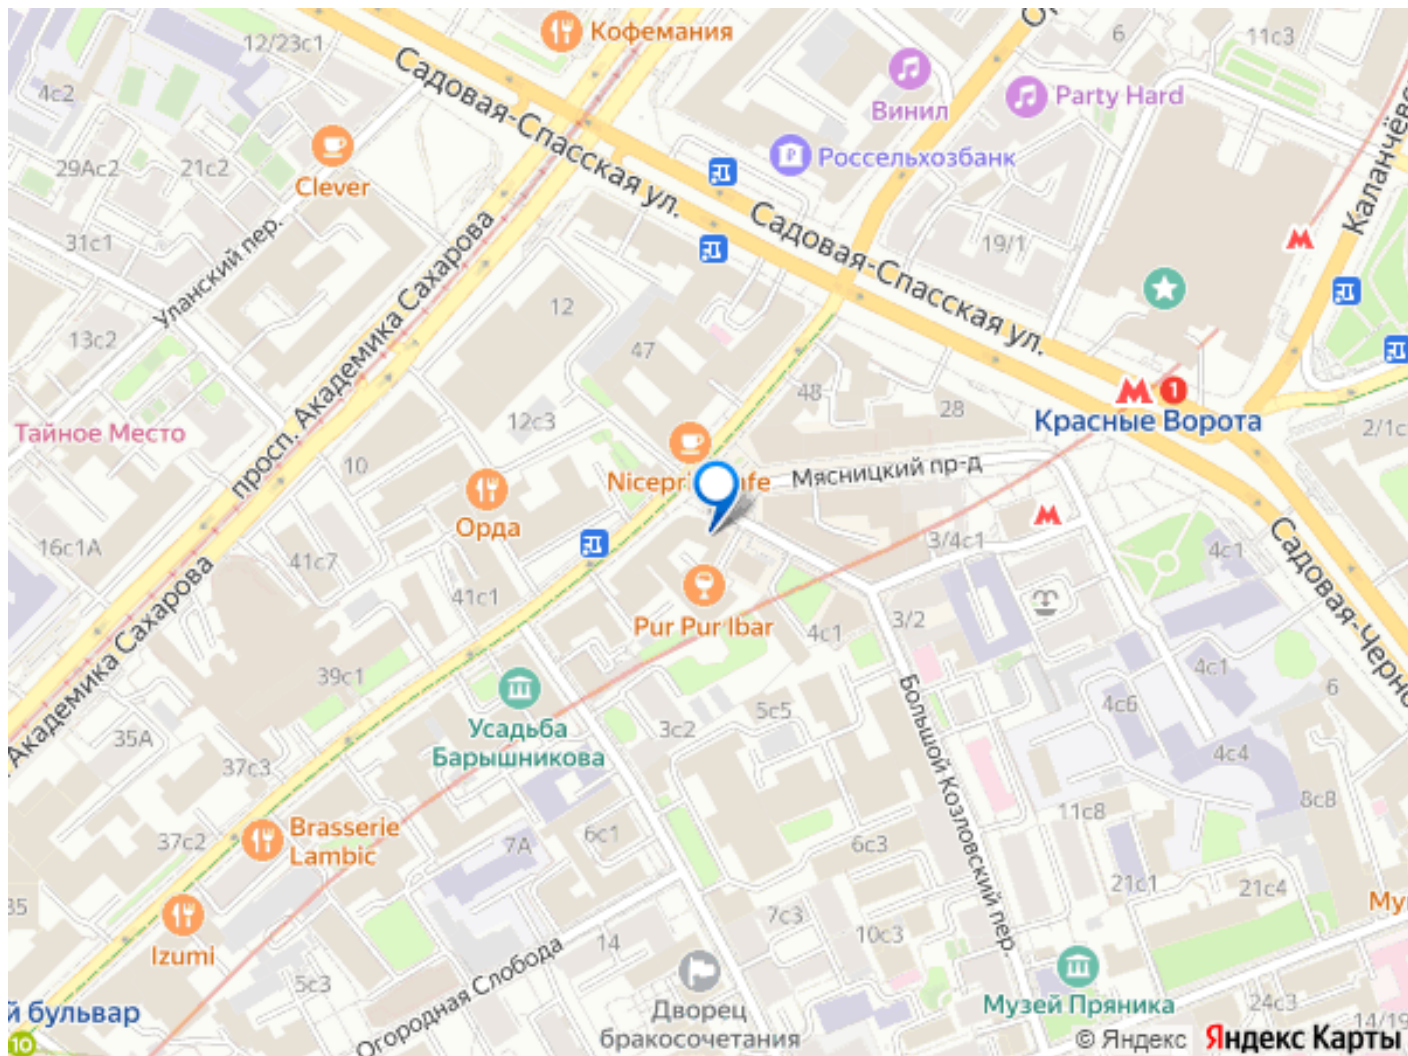 Кофемания
6
11с3
12/23с1
Садовая-Спасская ул.
4с2
Винил
Party Hard
Россельхозбанк
29Ас2
21с2
Clever
Каланчёвс
31с1
Уланский пер.
просп. Академика Сахарова
Садовая-Спасская ул.
19/1
13с2
12
47
48
28
1
Красные Ворота
2/1с
Тайное Место
12с3
10
Nicepr
fe
Мясницкий пр-д
Орда
16с1А
41с7
3/4с1
4с1
Садовая-Черно
41с1
Pur Pur Ibar
4с1
3/2
Академика Сахарова
39с1
Усадьба
Барышникова
35А
37с3
3с2
5с5
Большой Козловский пер.
4с1
6
4с6
4с4
8с8
11с8
Brasserie
Lambic
37с2
7А
6с1
6с3
21с1
21с4
35
Izumi
14
7с3
10с3
Му
5с3
Огородная Слобода
Дворец
бракосочетания
Музей Пряника
24с3
14/19
й бульвар
10
© Яндекс Яндекс Карты